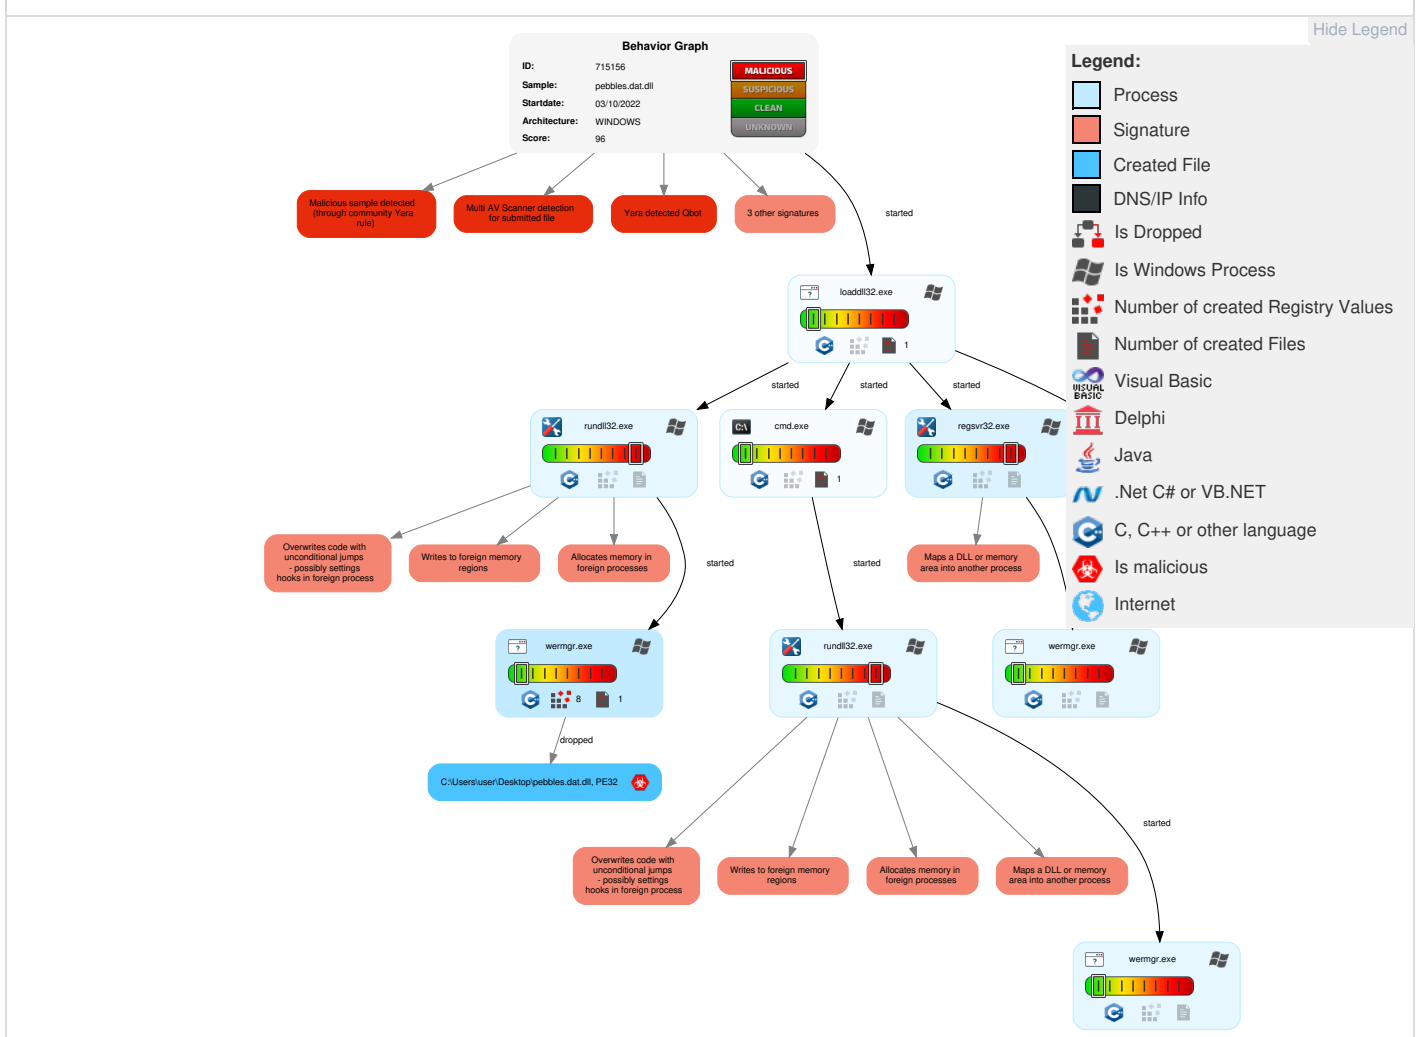 Hide Legend
Behavior Graph
ID: 715156
Sample: pebbles.dat.dll
Startdate: 03/10/2022
Architecture: WINDOWS
Score: 96
MALICIOUS
SUSPICIOUS
CLEAN
UNKNOWN
Legend:
Process
Signature
Created File
DNS/IP Info
Is Dropped
Is Windows Process
Number of created Registry Values
Number of created Files
VISUAL
BASIC
Visual Basic
Delphi
Java
.Net C# or VB.NET
C, C++ or other language
Is malicious
Internet
Malicious sample detected
(through community Yara
rule)
Multi AV Scanner detection
for submitted file
Yara detected Qbot
3 other signatures
started
loaddll32.exe
1
started
started
started
rundll32.exe
C:\
cmd.exe
1
regsvr32.exe
Overwrites code with
unconditional jumps
- possibly settings
hooks in foreign process
Writes to foreign memory
regions
Allocates memory in
foreign processes
started
started
Maps a DLL or memory
area into another process
wermgr.exe
8
1
rundll32.exe
wermgr.exe
dropped
C:\Users\user\Desktop\pebbles.dat.dll, PE32
started
Overwrites code with
unconditional jumps
- possibly settings
hooks in foreign process
Writes to foreign memory
regions
Allocates memory in
foreign processes
Maps a DLL or memory
area into another process
wermgr.exe